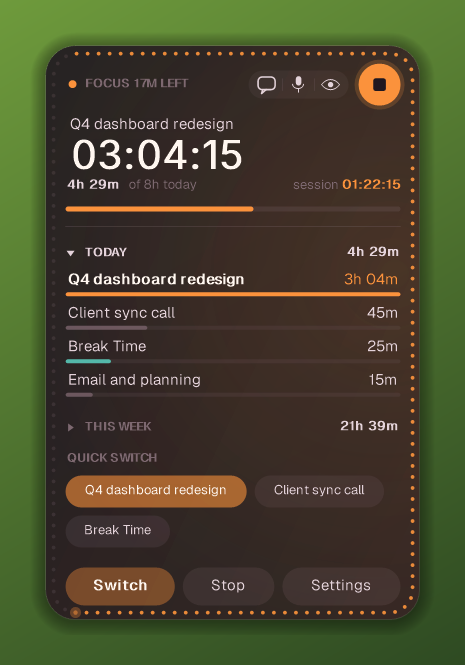 FOCUS 17M LEFT
Q4 dashboard redesign
03:04:15
4h 29m of 8h today session 01:22:15
TODAY 4h 29m
Q4 dashboard redesign 3h 04m
Client sync call 45m
Break Time 25m
Email and planning 15m
THIS WEEK 21h 39m
QUICK SWITCH
Q4 dashboard redesign Client sync call
Break Time
Switch Stop Settings